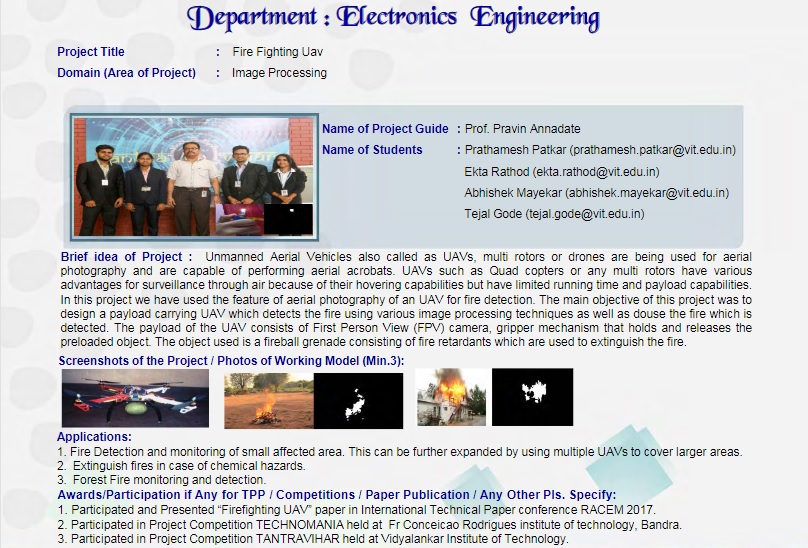 Department : Electronics Engineering
Project Title : Fire Fighting Uav
Domain (Area of Project) : Image Processing
Name of Project Guide : Prof. Pravin Annadate
Name of Students : Prathamesh Patkar (prathamesh.patkar@vit.edu.in)
Ekta Rathod (ekta.rathod@vit.edu.in)
Abhishek Mayekar (abhishek.mayekar@vit.edu.in)
Tejal Gode (tejal.gode@vit.edu.in)
Brief idea of Project : Unmanned Aerial Vehicles also called as UAVs, multi rotors or drones are being used for aerial
photography and are capable of performing aerial acrobats. UAVs such as Quad copters or any multi rotors have various
advantages for surveillance through air because of their hovering capabilities but have limited running time and payload capabilities.
In this project we have used the feature of aerial photography of an UAV for fire detection. The main objective of this project was to
design a payload carrying UAV which detects the fire using various image processing techniques as well as douse the fire which is
detected. The payload of the UAV consists of First Person View (FPV) camera, gripper mechanism that holds and releases the
preloaded object. The object used is a fireball grenade consisting of fire retardants which are used to extinguish the fire.
Screenshots of the Project / Photos of Working Model (Min.3):
Applications:
1. Fire Detection and monitoring of small affected area. This can be further expanded by using multiple UAVs to cover larger areas.
2. Extinguish fires in case of chemical hazards.
3. Forest Fire monitoring and detection.
Awards/Participation if Any for TPP / Competitions / Paper Publication / Any Other Pls. Specify:
1. Participated and Presented “Firefighting UAV” paper in International Technical Paper conference RACEM 2017.
2. Participated in Project Competition TECHNOMANIA held at Fr Conceicao Rodrigues institute of technology, Bandra.
3. Participated in Project Competition TANTRAVIHAR held at Vidyalankar Institute of Technology.